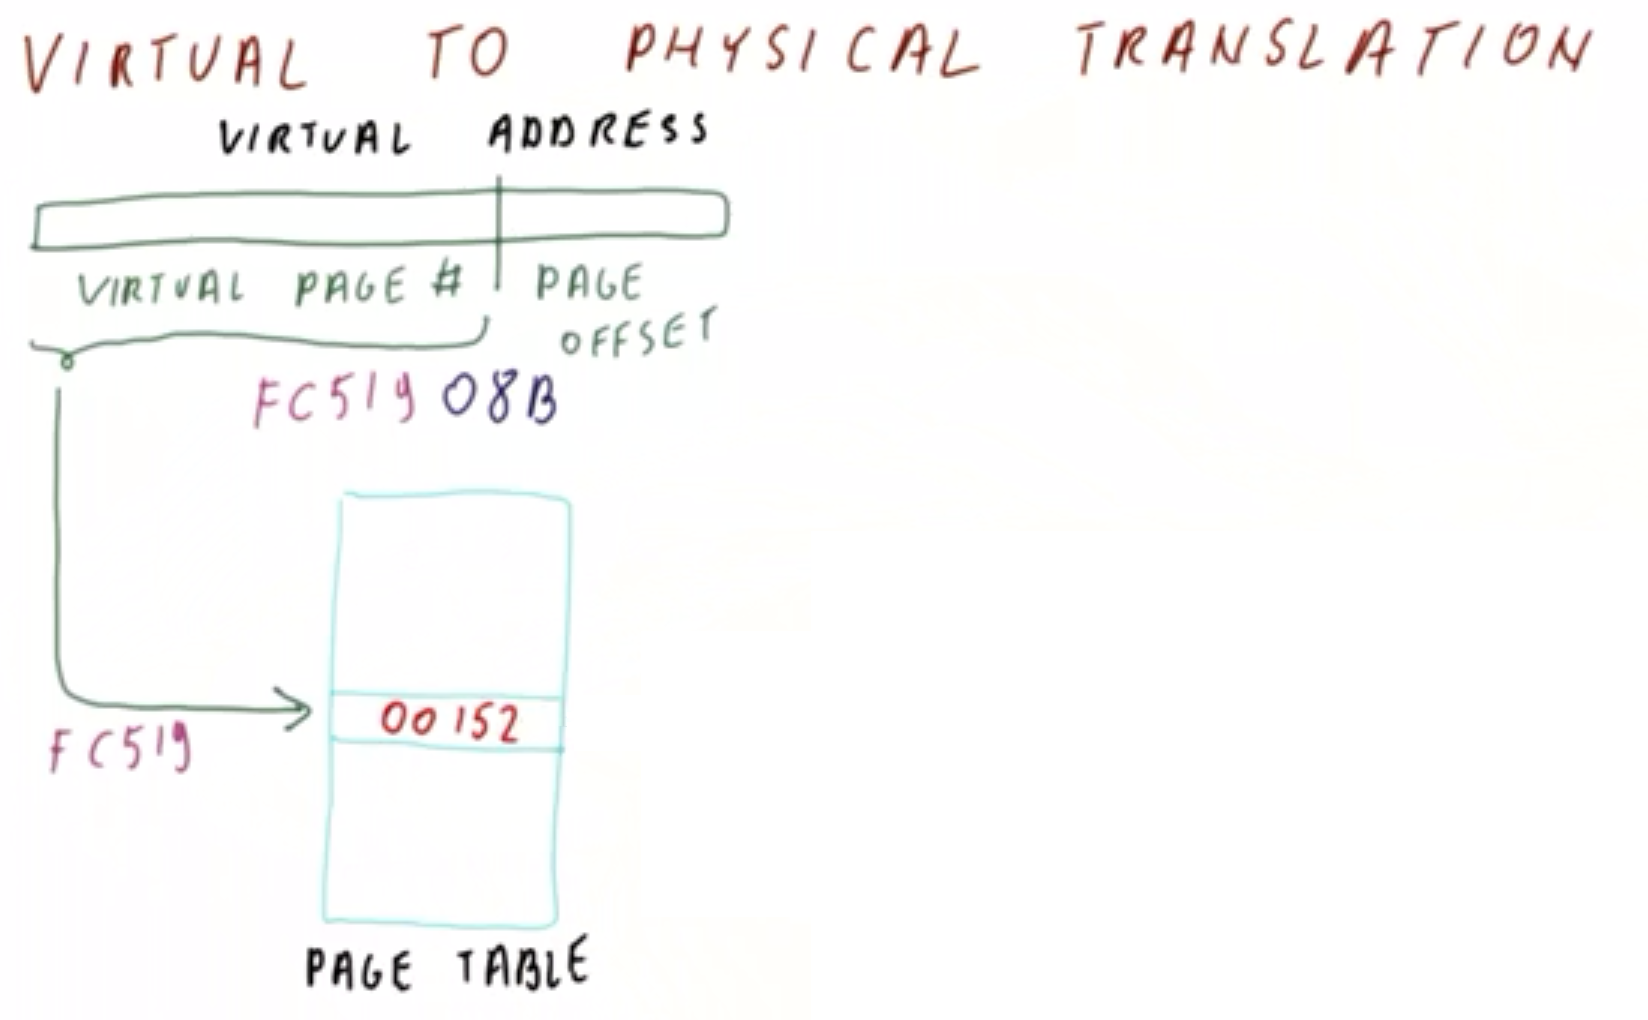 VIRTUAL TO PHYSICAL TRANSLATION
VIRTUAL ADDRESS
VIRTUAL PAGE # PAGE
OFFSET
FC519 08B
00152
FC519
PAGE TABLE